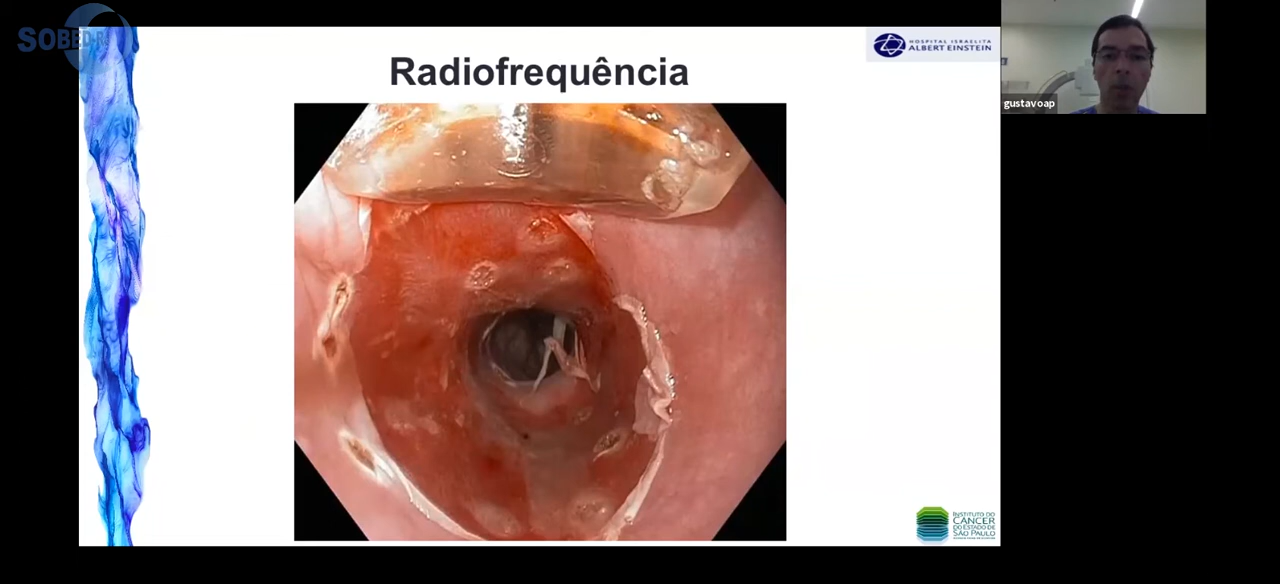 SOBED
Radiofrequência
HOSPITAL ISRAELITA
ALBERT EINSTEIN
gustavoap
INSTITUTO DO
CÂNCER
DO ESTADO DE
SÃO PAULO